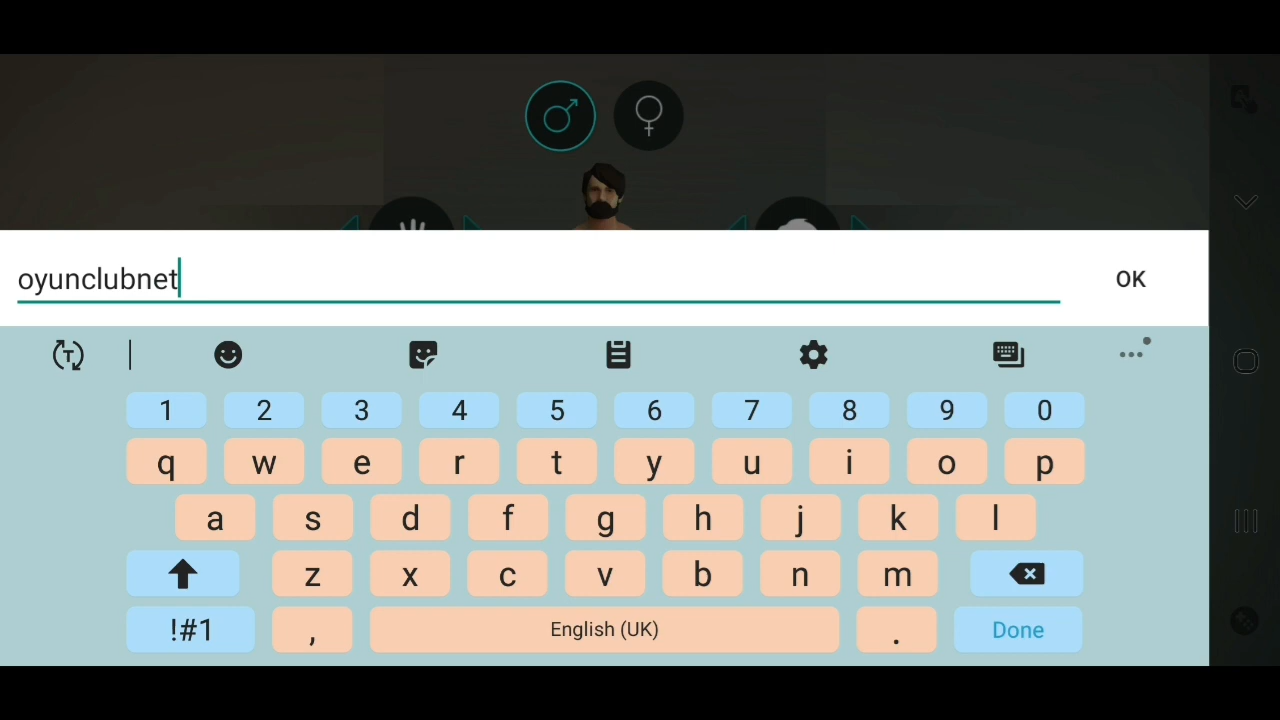 oyunclubnet
OK
T
1 2 3 4 5 6 7 8 9 0
q w e r t y u i o p
a s d f g h j k l
z x c v b n m
!#1 , English (UK) . Done